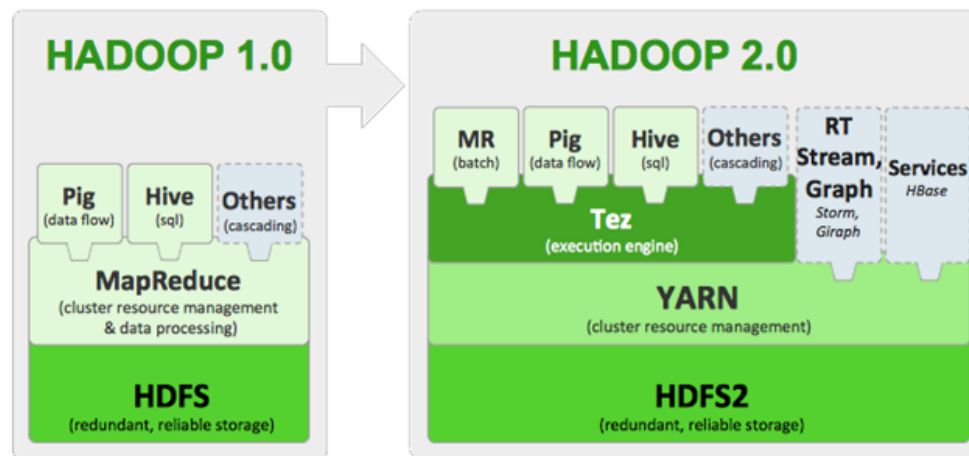 HADOOP 1.0
Pig
(data flow)
Hive
(sql)
Others
(cascading)
MapReduce
(cluster resource management
& data processing)
HDFS
(redundant, reliable storage)
HADOOP 2.0
MR
(batch)
Pig
(data flow)
Hive
(sql)
Others
(cascading)
RT
Stream,
Graph
Storm,
Giraph
Services
HBase
Tez
(execution engine)
YARN
(cluster resource management)
HDFS2
(redundant, reliable storage)